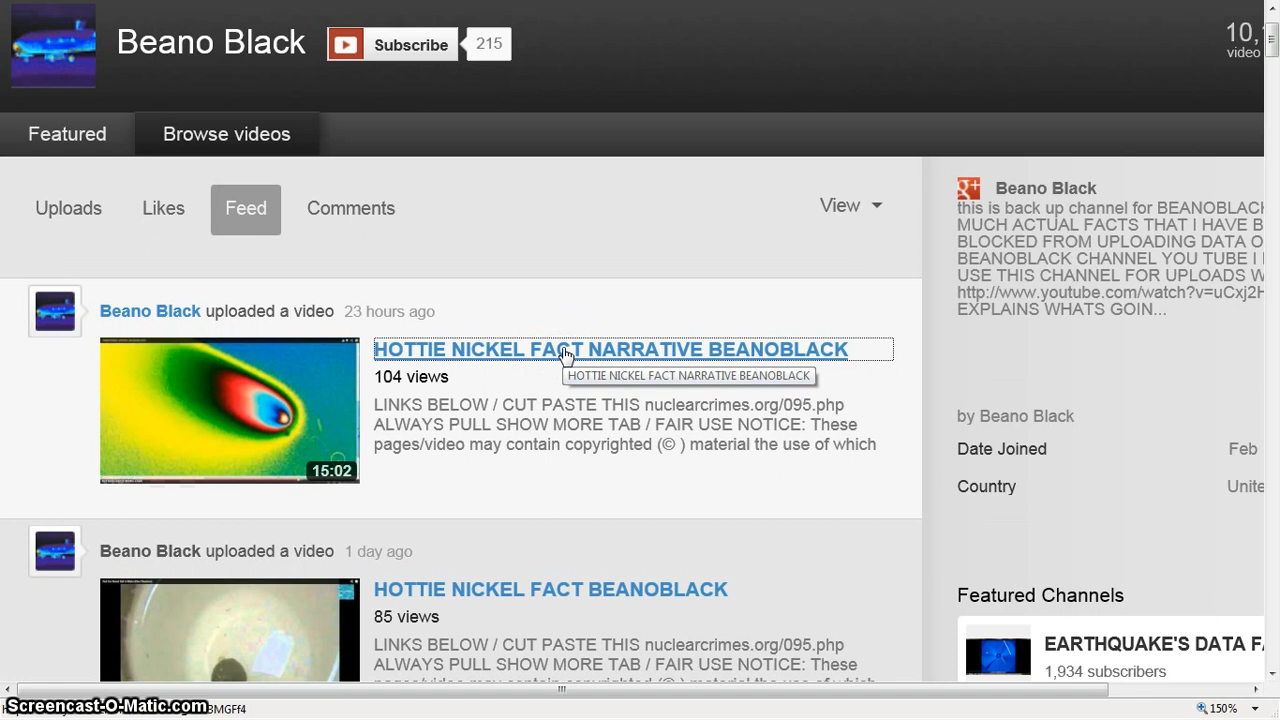 Beano Black
Subscribe
215
10,
video
Featured
Browse videos
Uploads
Likes
Feed
Comments
View
Beano Black uploaded a video 23 hours ago
15:02
HOTTIE NICKEL FACT NARRATIVE BEANOBLACK
104 views
HOTTIE NICKEL FACT NARRATIVE BEANOBLACK
LINKS BELOW / CUT PASTE THIS nuclearcrimes.org/095.php
ALWAYS PULL SHOW MORE TAB / FAIR USE NOTICE: These
pages/video may contain copyrighted (© ) material the use of which
Beano Black uploaded a video 1 day ago
HOTTIE NICKEL FACT BEANOBLACK
85 views
LINKS BELOW / CUT PASTE THIS nuclearcrimes.org/095.php
ALWAYS PULL SHOW MORE TAB / FAIR USE NOTICE: These
g+ Beano Black
this is back up channel for BEANOBLACK
MUCH ACTUAL FACTS THAT I HAVE B
BLOCKED FROM UPLOADING DATA O
BEANOBLACK CHANNEL YOU TUBE I
USE THIS CHANNEL FOR UPLOADS W
http://www.youtube.com/watch?v=uCxj2H
EXPLAINS WHATS GOIN...
by Beano Black
Date Joined Feb
Country Unite
Featured Channels
EARTHQUAKE'S DATA FA
1,934 subscribers
Screencast-O-Matic.com
3MGFf4
150%